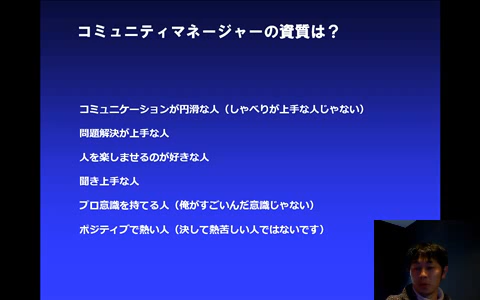 コミュニティマネージャーの資質は？
コミュニケーションが円滑な人（しゃべりが上手な人じゃない）
問題解決が上手な人
人を楽しませるのが好きな人
聞き上手な人
プロ意識を持てる人（俺がすごいんだ意識じゃない）
ポジティブで熱い人（決して熱苦しい人ではないです）